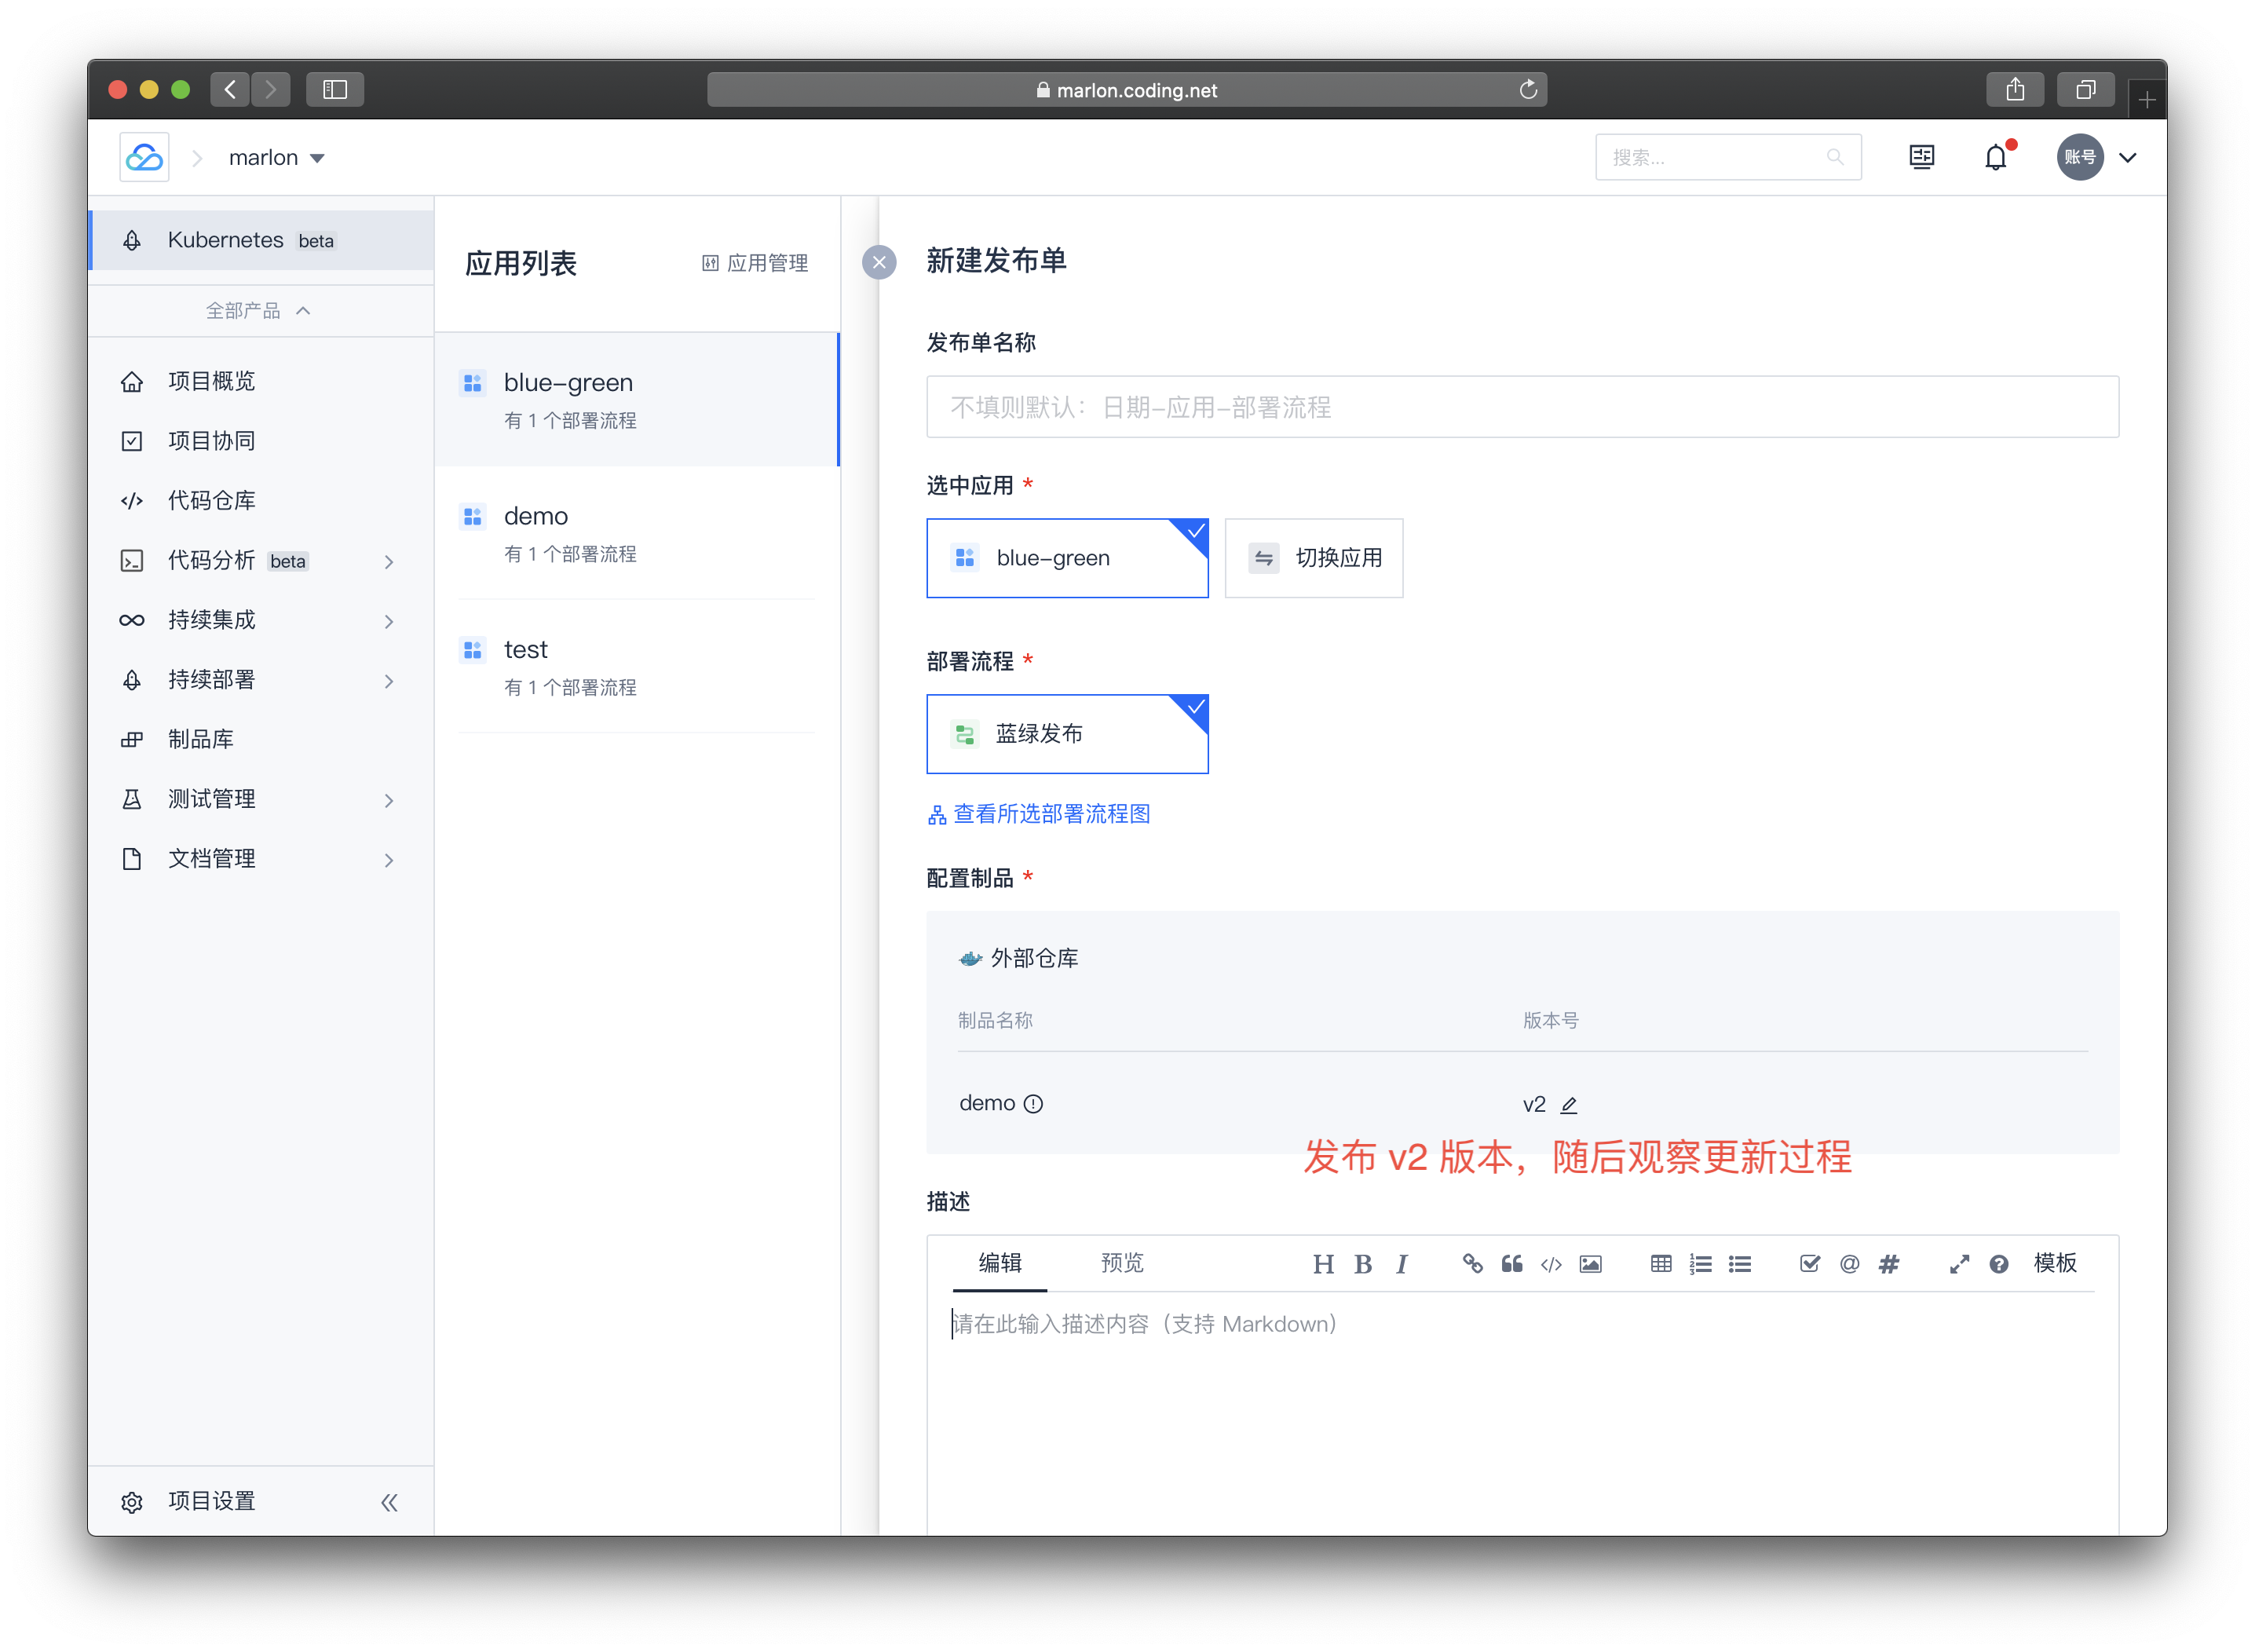 marlon.coding.net
marlon
搜索...
账号
Kubernetes beta
全部产品
项目概览
项目协同
代码仓库
代码分析 beta
持续集成
持续部署
制品库
测试管理
文档管理
项目设置
应用列表
应用管理
blue-green
有 1 个部署流程
demo
有 1 个部署流程
test
有 1 个部署流程
新建发布单
发布单名称
不填则默认：日期-应用-部署流程
选中应用 *
blue-green
切换应用
部署流程 *
蓝绿发布
查看所选部署流程图
配置制品 *
外部仓库
制品名称 版本号
demo v2
发布 v2 版本，随后观察更新过程
描述
编辑 预览 H B I 模板
请在此输入描述内容（支持 Markdown）